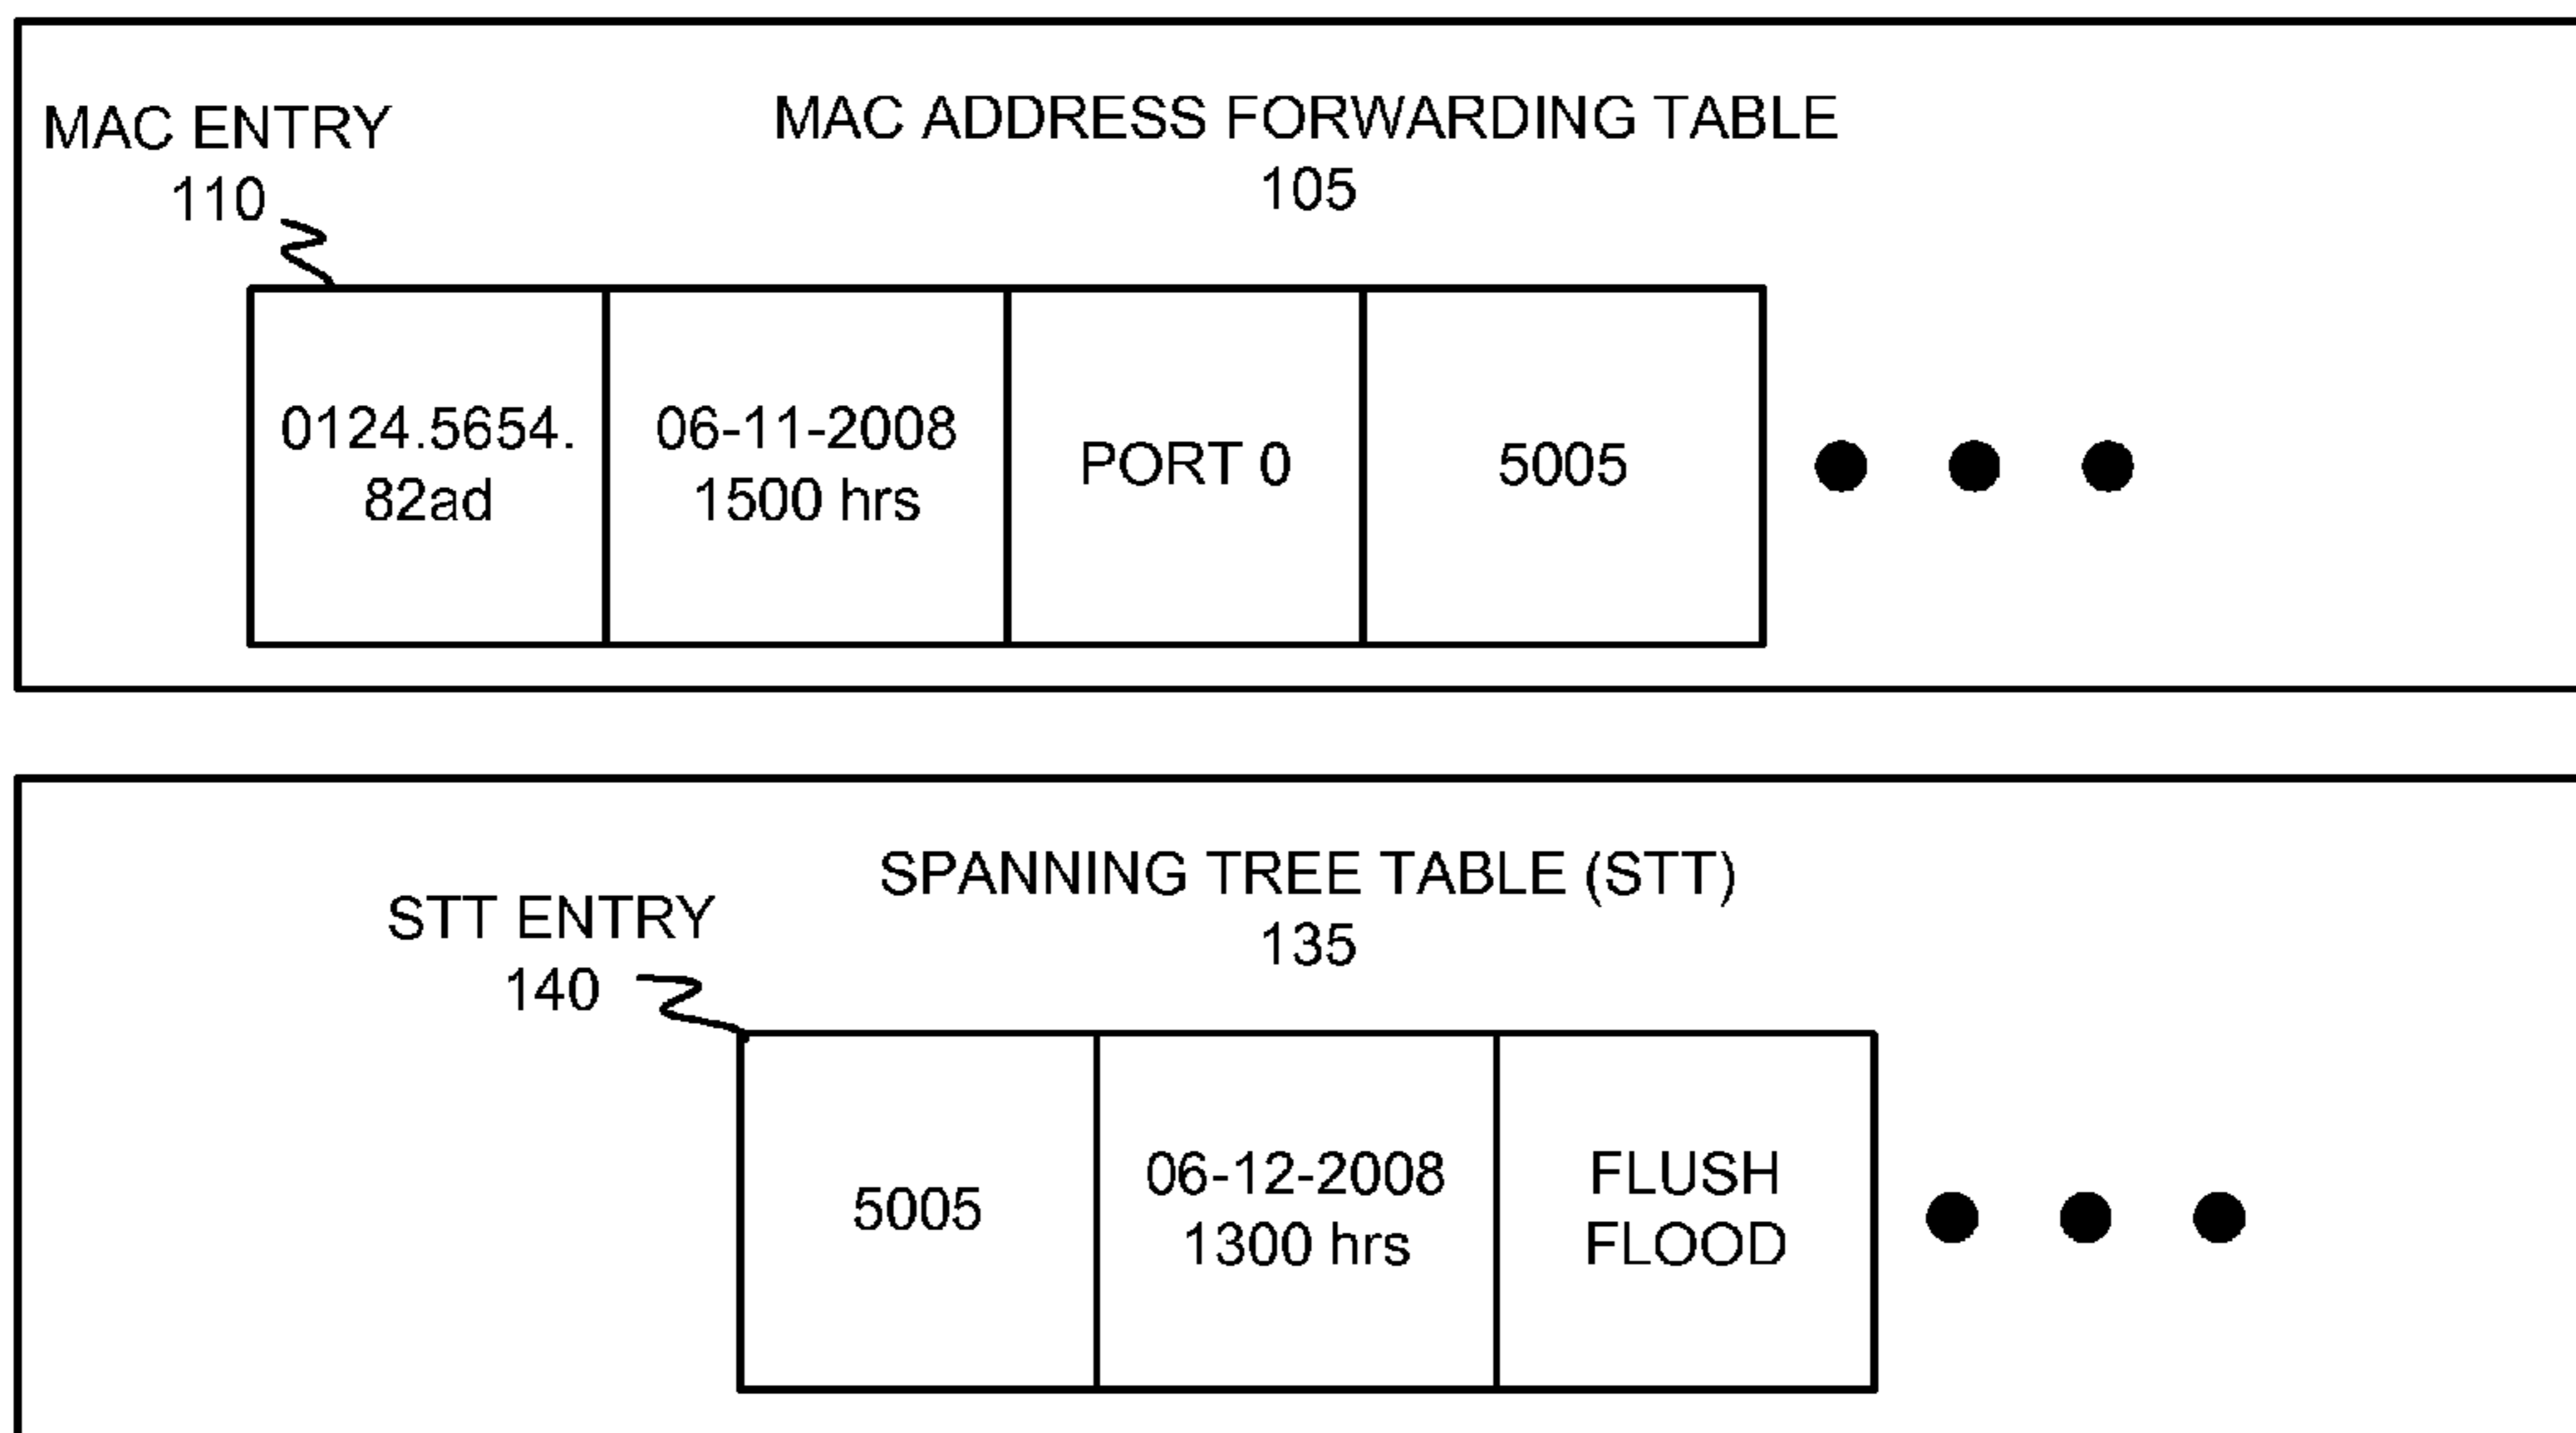 MAC ENTRY
110
MAC ADDRESS FORWARDING TABLE
105
0124.5654.
82ad
06-11-2008
1500 hrs
PORT 0
5005
SPANNING TREE TABLE (STT)
135
STT ENTRY
140
5005
06-12-2008
1300 hrs
FLUSH
FLOOD